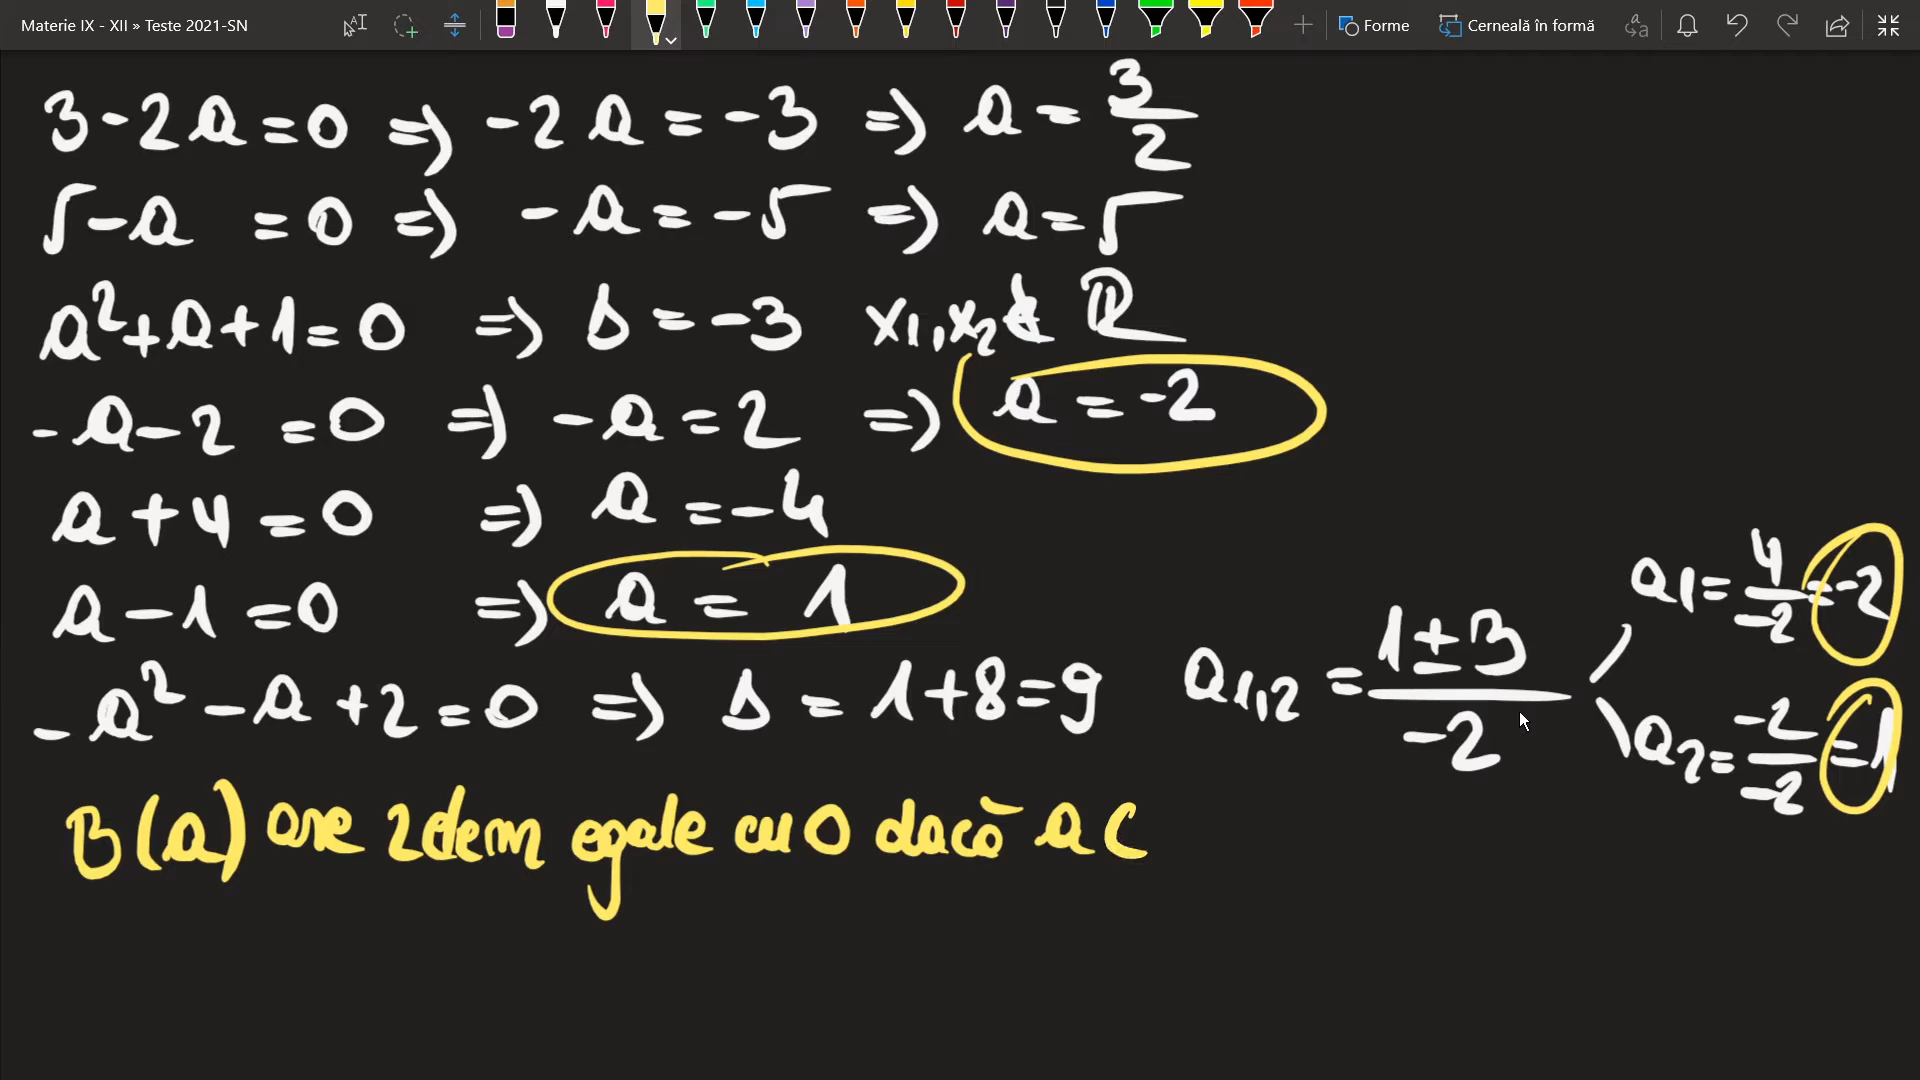 Materie IX - XII » Teste 2021-SN
Forme
Cerneală în formă
3-2a=0 => -2a=-3 => a=3/2
5-a =0 => -a=-5 => a=5
a²+a+1=0 => Δ=-3 x1,x2∉ℝ
-a-2 =0 => -a=2 => a=-2
a+4=0 => a=-4
a-1=0 => a=1
-a²-a+2=0 => Δ=1+8=9 a1,2=(1±3)/-2
a1=4/-2=-2
a2=-2/-2=1
B(a) are 2 elem egale cu 0 dacă a